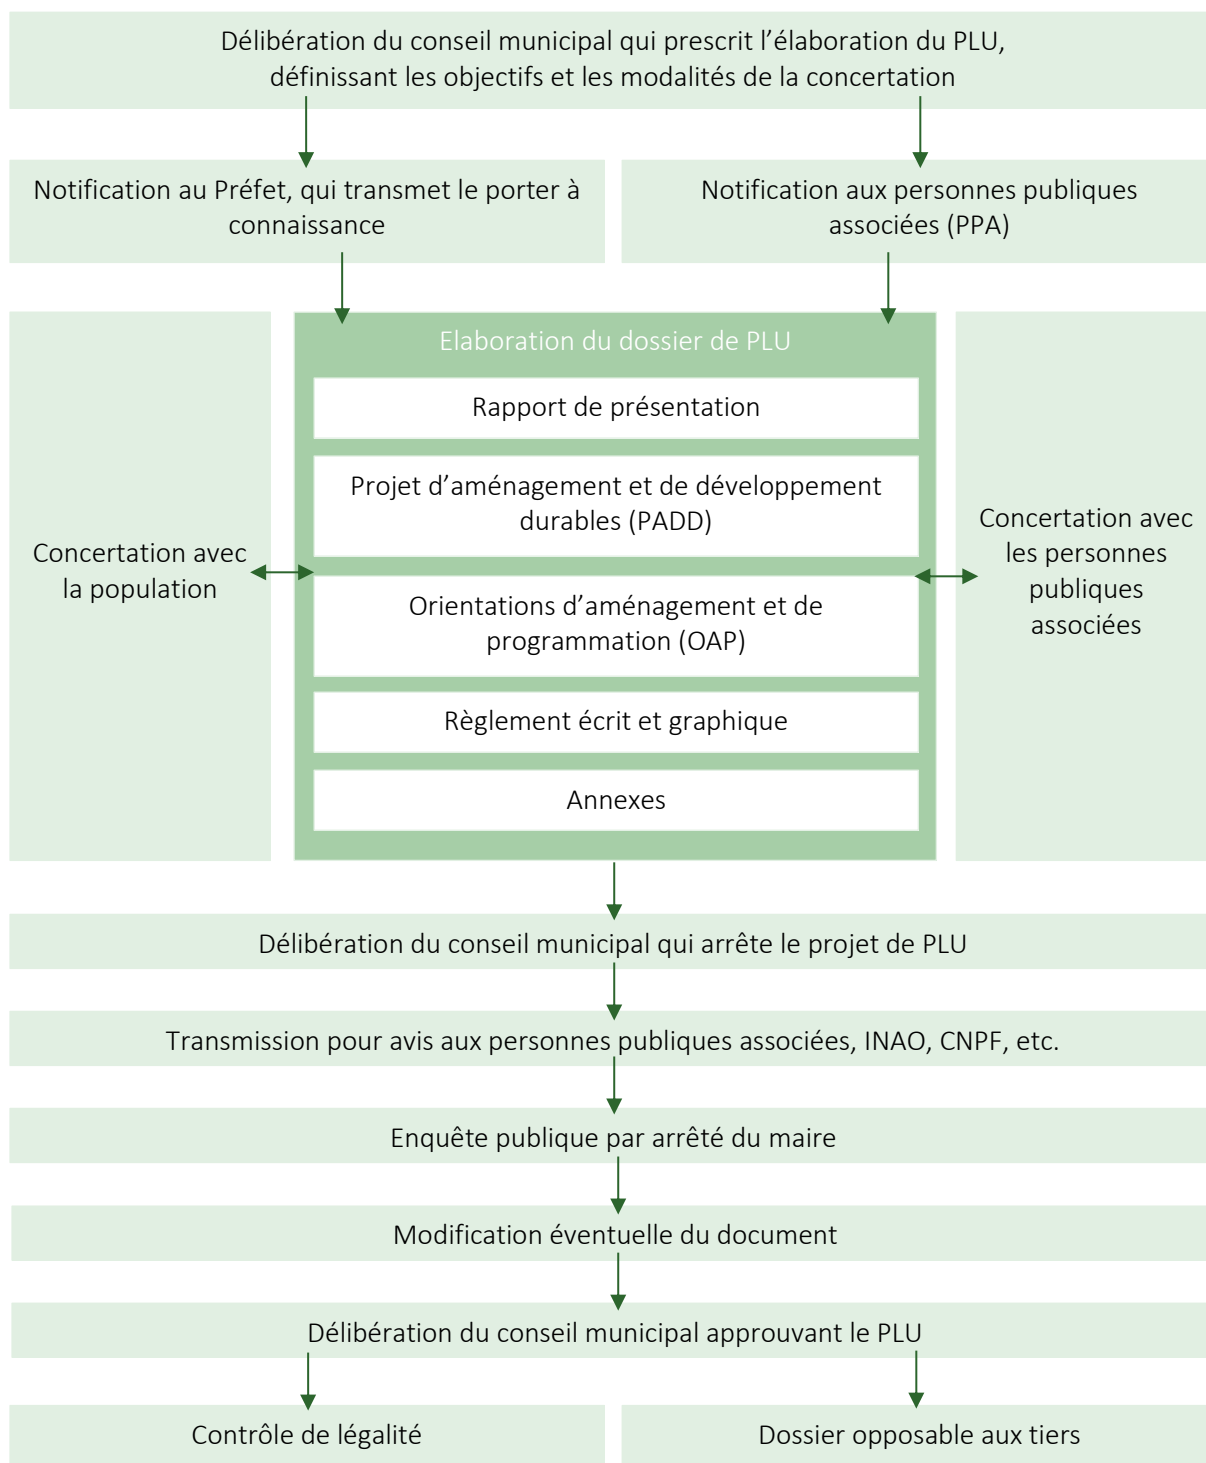 Délibération du conseil municipal qui prescrit l’élaboration du PLU,
définissant les objectifs et les modalités de la concertation
Notification au Préfet, qui transmet le porter à
connaissance
Notification aux personnes publiques
associées (PPA)
Elaboration du dossier de PLU
Rapport de présentation
Projet d’aménagement et de développement
durables (PADD)
Orientations d’aménagement et de
programmation (OAP)
Règlement écrit et graphique
Annexes
Concertation avec
la population
Concertation avec
les personnes
publiques
associées
Délibération du conseil municipal qui arrête le projet de PLU
Transmission pour avis aux personnes publiques associées, INAO, CNPF, etc.
Enquête publique par arrêté du maire
Modification éventuelle du document
Délibération du conseil municipal approuvant le PLU
Contrôle de légalité
Dossier opposable aux tiers